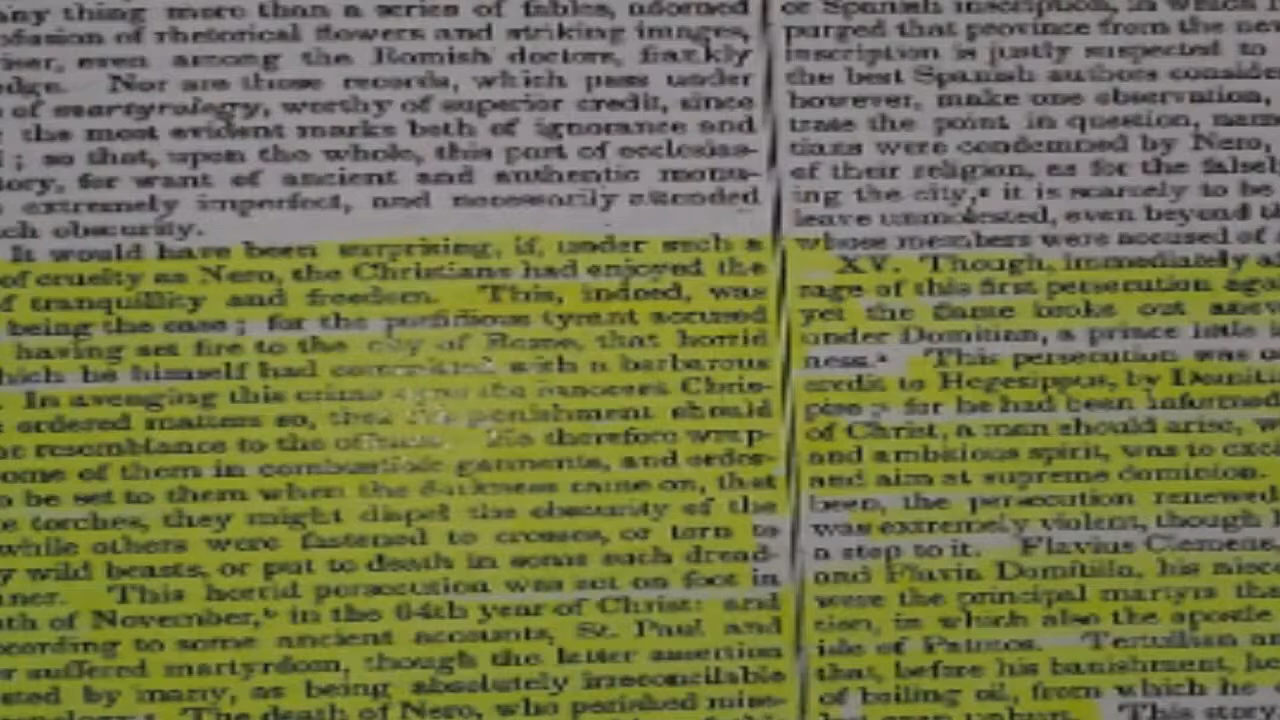 any thing more than a series of fables, adorned
of rhetorical flowers and striking images,
even among the Romish doctors, frankly
Nor are those records, which pass under
of martyrology, worthy of superior credit, since
the most evident marks both of ignorance and
; so that, upon the whole, this part of ecclesias-
for want of ancient and authentic monu-
extremely imperfect, and necessarily attended
obscurity.
It would have been surprising, if, under such a
of cruelty as Nero, the Christians had enjoyed the
of tranquillity and freedom. This, indeed, was
being the case; for the perfidious tyrant accused
having set fire to the city of Rome, that horrid
which he himself had committed with a barbarous
In avenging this crime upon the innocent Chris-
ordered matters so, that the punishment should
resemblance to the offence. He therefore wrap-
some of them in combustible garments, and order-
to be set to them when the darkness came on, that
torches, they might dispel the obscurity of the
while others were fastened to crosses, or torn to
wild beasts, or put to death in some such dread-
This horrid persecution was set on foot in
of November,ᵇ in the 64th year of Christ: and
according to some ancient accounts, St. Paul and
suffered martyrdom, though the latter assertion
by many, as being absolutely irreconcilable
The death of Nero, who perished mise-
or Spanish inscription, in which
purged that province from the new
inscription is justly suspected to
the best Spanish authors
however, make one observation,
the point in question,
were condemned by Nero,
of their religion, as for the
ing the city,ᵉ it is scarcely to be
leave unmolested, even beyond
whose members were accused of
XV. Though, immediately
rage of this first persecution
yet the flame broke out
under Domitian, a prince little
ness.ᵃ This persecution was
credit to Hegesippus, by
for he had been informed
of Christ, a man should arise,
and ambitious spirit, was to
and aim at supreme dominion.
been, the persecution renewed
was extremely violent, though
a stop to it. Flavius Clemens,
and Flavia Domitilla, his
were the principal martyrs
in which also the apostle
isle of Patmos. Tertullian
that, before his banishment,
of boiling oil, from which he
This story